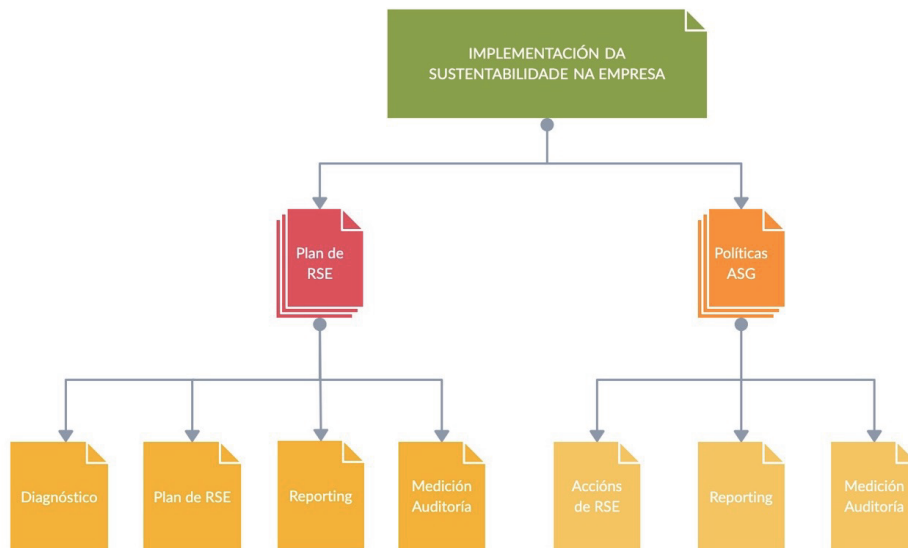 IMPLEMENTACIÓN DA
SUSTENTABILIDADE NA EMPRESA
Plan de
RSE
Políticas
ASG
Diagnóstico
Plan de RSE
Reporting
Medición
Auditoría
Accións
de RSE
Reporting
Medición
Auditoría